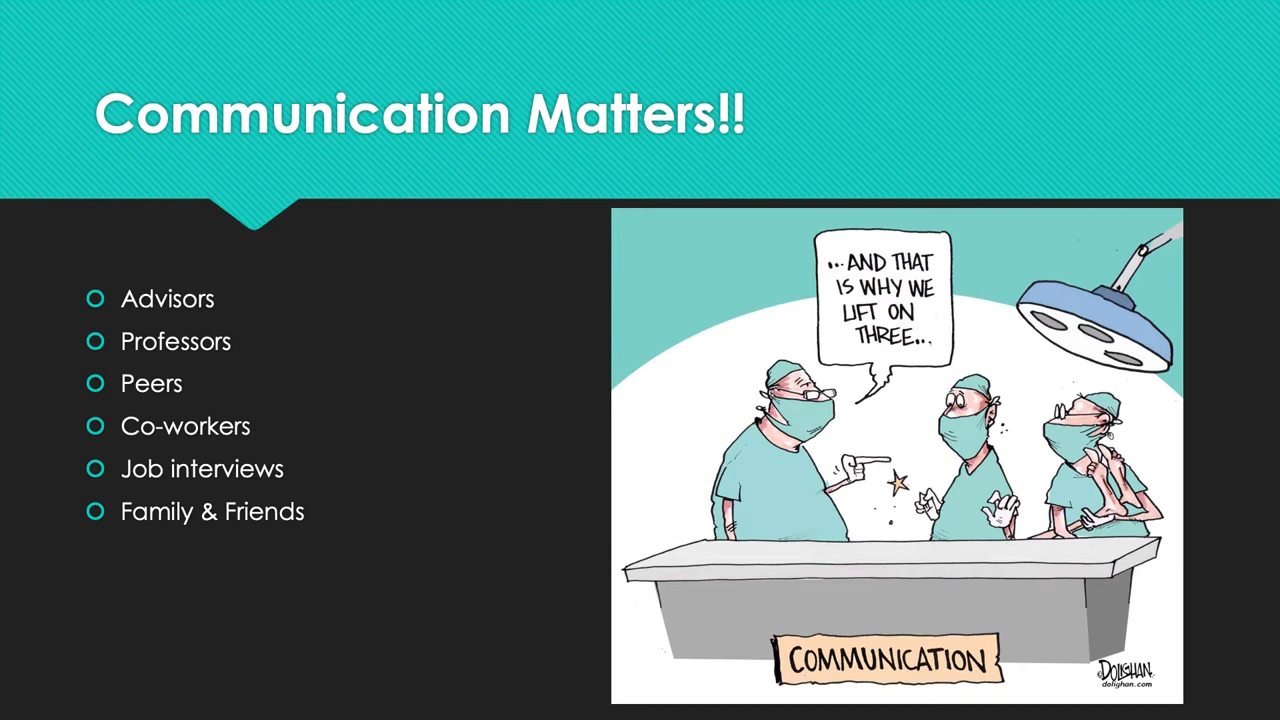 Communication Matters!!
Advisors
Professors
Peers
Co-workers
Job interviews
Family & Friends
...AND THAT
IS WHY WE
LIFT ON
THREE...
COMMUNICATION
©DOLIGHAN
dolighan.com